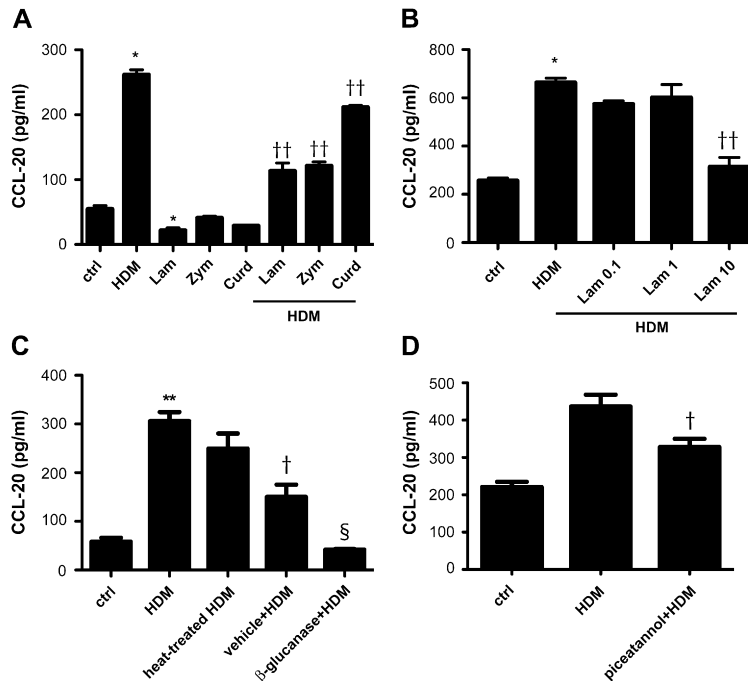 A
CCL-20 (pg/ml)
300
200
100
0
*
*
††
††
††
ctrl
HDM
Lam
Zym
Curd
Lam
Zym
Curd
HDM
B
CCL-20 (pg/ml)
800
600
400
200
0
*
††
ctrl
HDM
Lam 0.1
Lam 1
Lam 10
HDM
C
CCL-20 (pg/ml)
400
300
200
100
0
**
†
§
ctrl
HDM
heat-treated HDM
vehicle+HDM
β-glucanase+HDM
D
CCL-20 (pg/ml)
500
400
300
200
100
0
†
ctrl
HDM
piceatannol+HDM